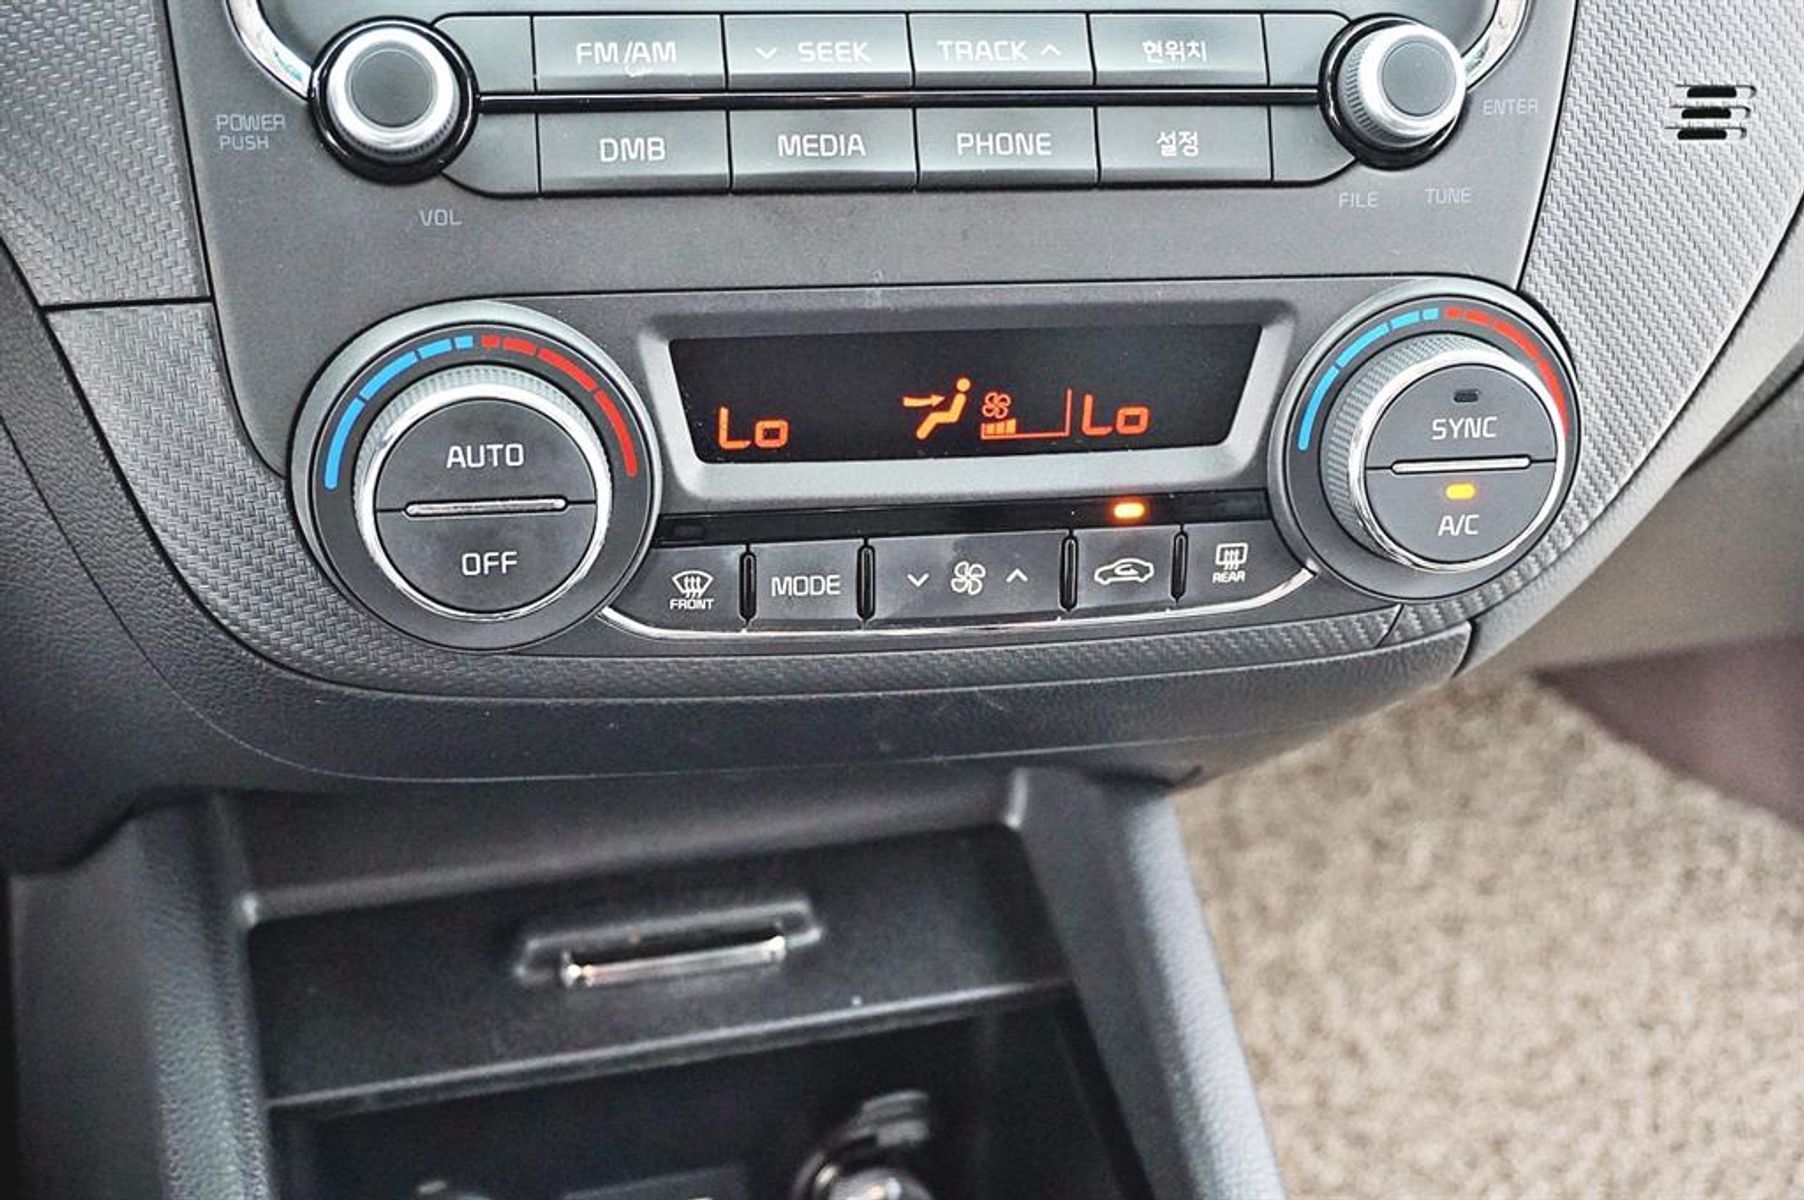 FM/AM
SEEK
TRACK
현위치
POWER
PUSH
ENTER
DMB
MEDIA
PHONE
설정
VOL
FILE
TUNE
Lo
Lo
AUTO
OFF
SYNC
A/C
FRONT
MODE
REAR